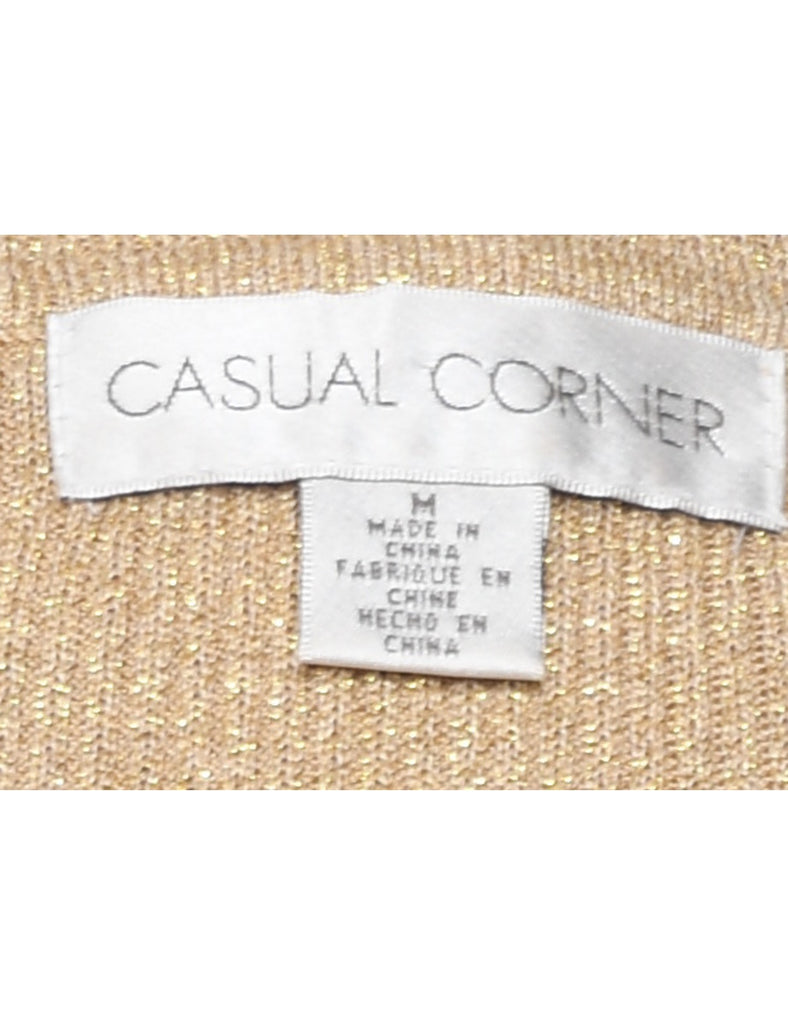 CASUAL CORNER
M
MADE IN
CHINA
FABRIQUE EN
CHINE
HECHO EN
CHINA